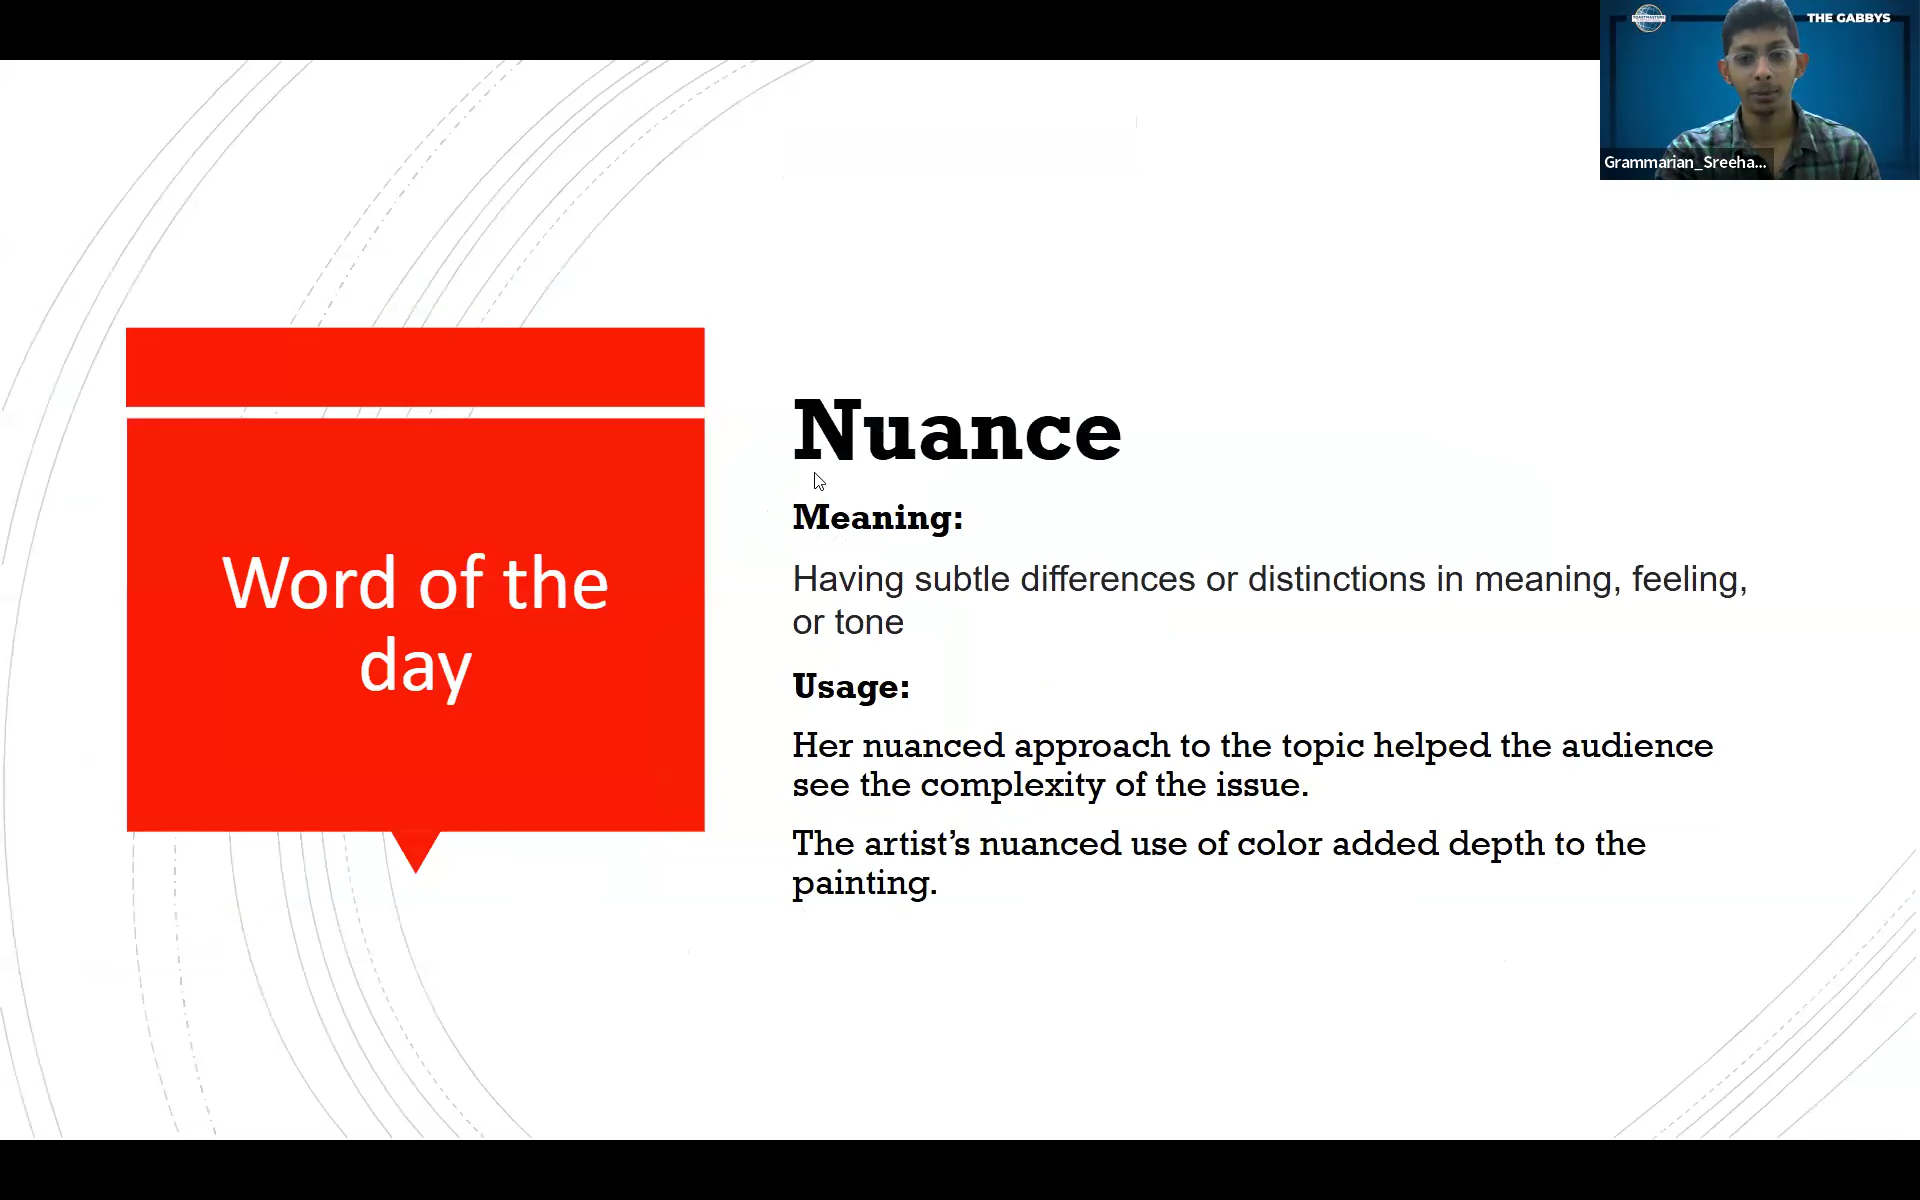 THE GABBYS
Grammarian_Sreeha...
Word of the
day
Nuance
Meaning:
Having subtle differences or distinctions in meaning, feeling,
or tone
Usage:
Her nuanced approach to the topic helped the audience
see the complexity of the issue.
The artist’s nuanced use of color added depth to the
painting.